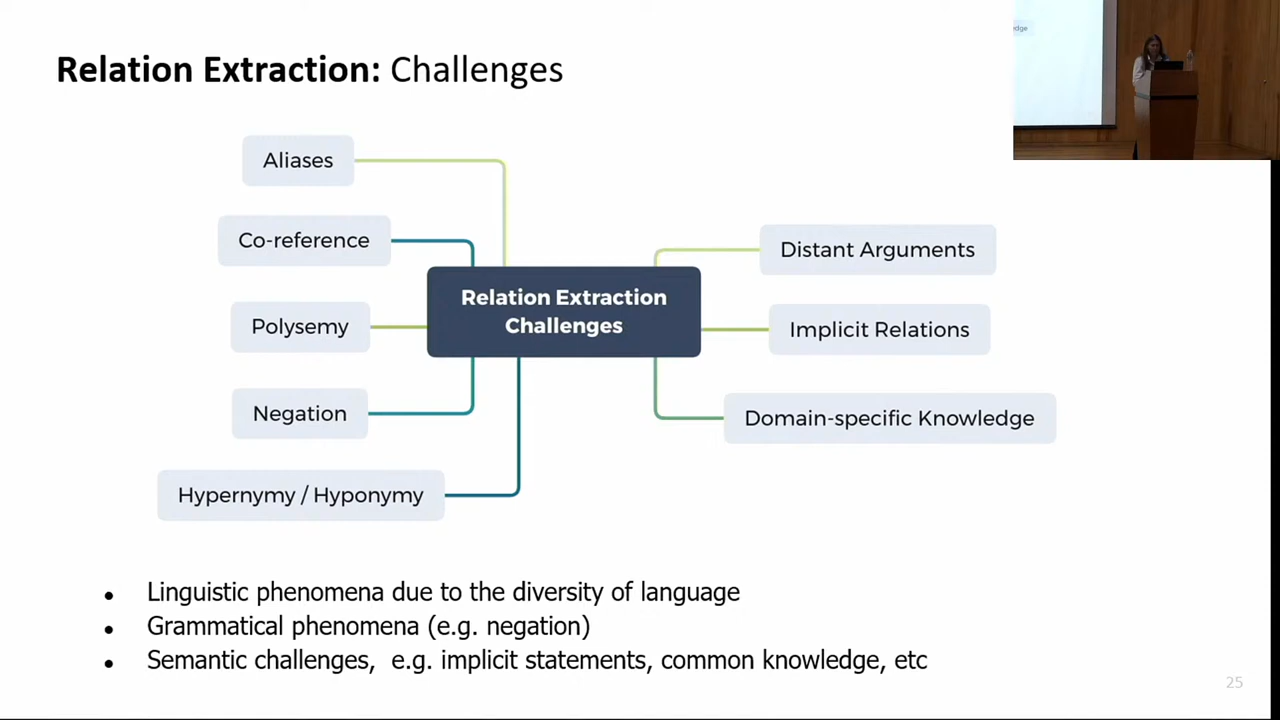 Relation Extraction: Challenges
Aliases
Co-reference
Polysemy
Negation
Hypernymy / Hyponymy
Relation Extraction
Challenges
Distant Arguments
Implicit Relations
Domain-specific Knowledge
• Linguistic phenomena due to the diversity of language
• Grammatical phenomena (e.g. negation)
• Semantic challenges,  e.g. implicit statements, common knowledge, etc
25